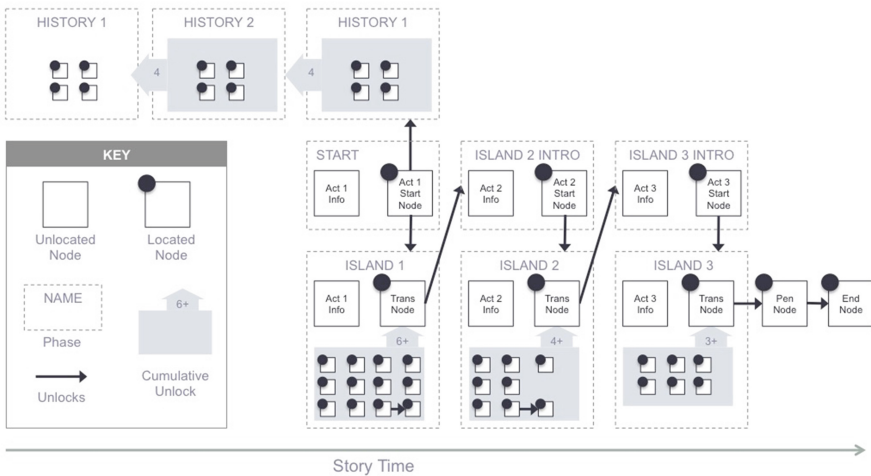 HISTORY 1
HISTORY 2
HISTORY 1
4
4
KEY
Unlocated
Node
Located
Node
NAME
Phase
6+
Cumulative
Unlock
Unlocks
START
Act 1
Info
Act 1
Start
Node
ISLAND 2 INTRO
Act 2
Info
Act 2
Start
Node
ISLAND 3 INTRO
Act 3
Info
Act 3
Start
Node
ISLAND 1
Act 1
Info
Trans
Node
6+
ISLAND 2
Act 2
Info
Trans
Node
4+
ISLAND 3
Act 3
Info
Trans
Node
3+
Pen
Node
End
Node
Story Time